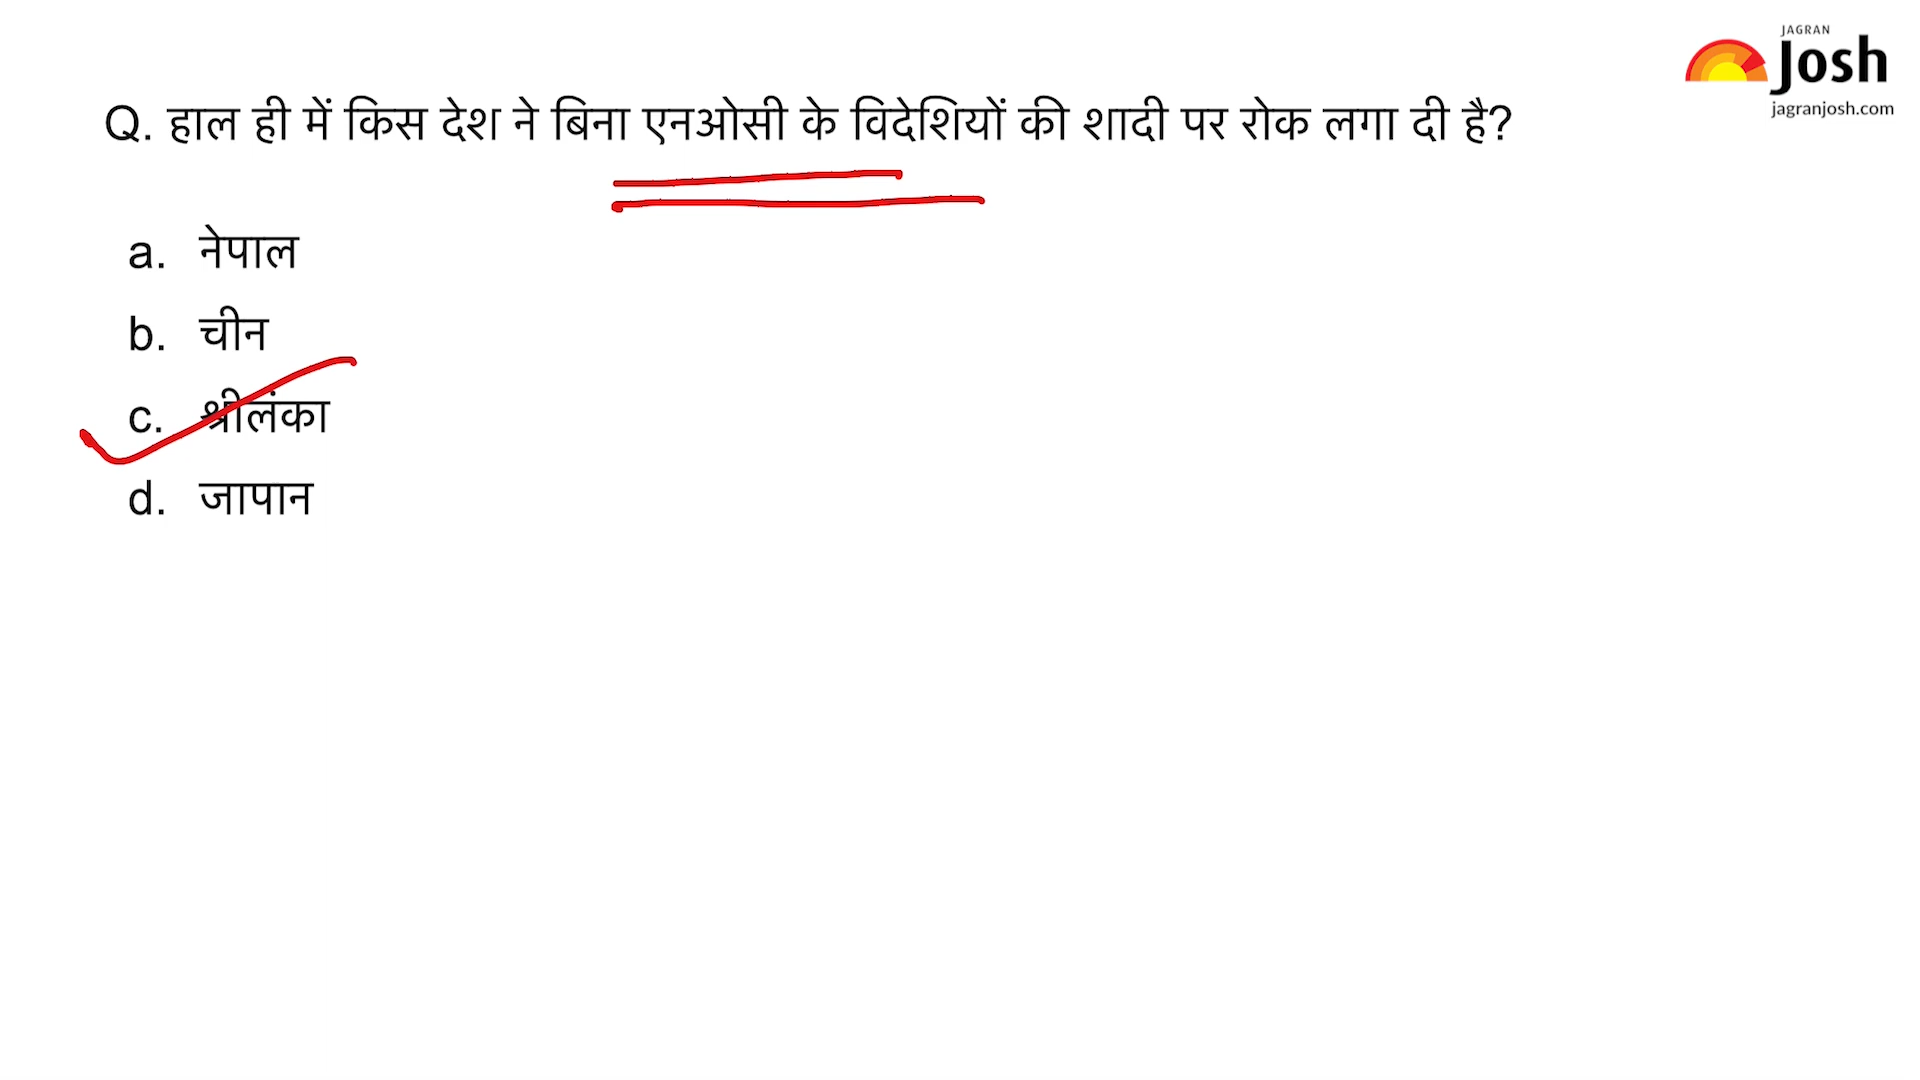 JAGRAN
Josh
jagranjosh.com
Q. हाल ही में किस देश ने बिना एनओसी के विदेशियों की शादी पर रोक लगा दी है?
a. नेपाल
b. चीन
c. श्रीलंका
d. जापान